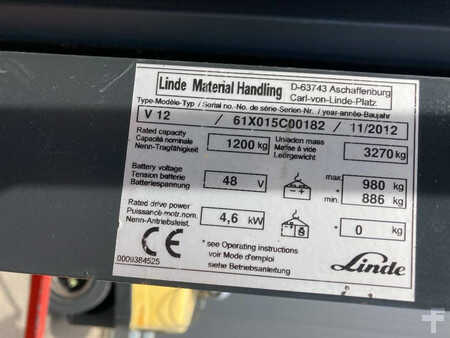 Linde Material Handling
D-63743 Aschaffenburg
Carl-von-Linde-Platz
Type-Modèle-Typ / Serial no.-No. de série-Serien-Nr. / year-année-Baujahr
V 12 / 61X015C00182 / 11/2012
Rated capacity
Capacité nominale
Nenn-Tragfähigkeit
1200 kg
Unladen mass
Masse à vide
Leergewicht
3270 kg
Battery voltage
Tension batterie
Batteriespannung
48 V
- +
max. 980 kg
*
min. 886 kg
Rated drive power
Puissance motr. nom.
Nenn-Antriebsleist.
4,6 kW
* 0 kg
CE
0009384525
* see Operating instructions
voir Mode d'emploi
siehe Betriebsanleitung
Linde